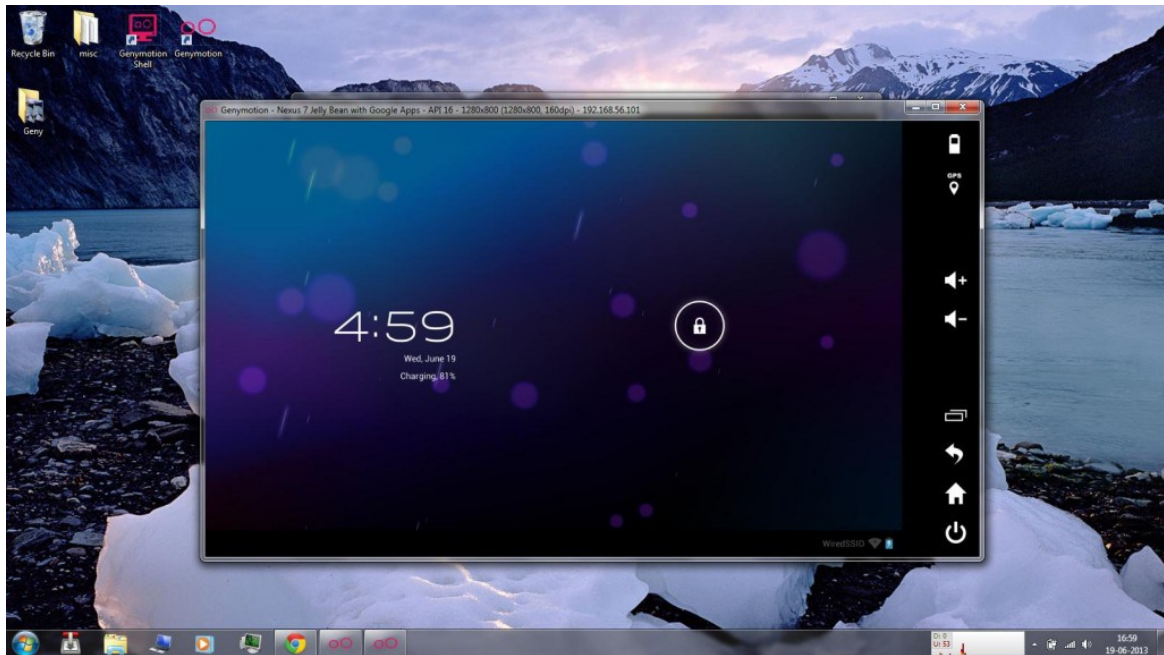 Recycle Bin
misc
Genymotion Shell
Genymotion
Geny
Genymotion - Nexus 7 Jelly Bean with Google Apps - API 16 - 1280x800 (1280x800, 160dpi) - 192.168.56.101
GPS
4:59
Wed, June 19
Charging, 81%
WiredSSID
D: 0
U: 53
16:59
19-06-2013